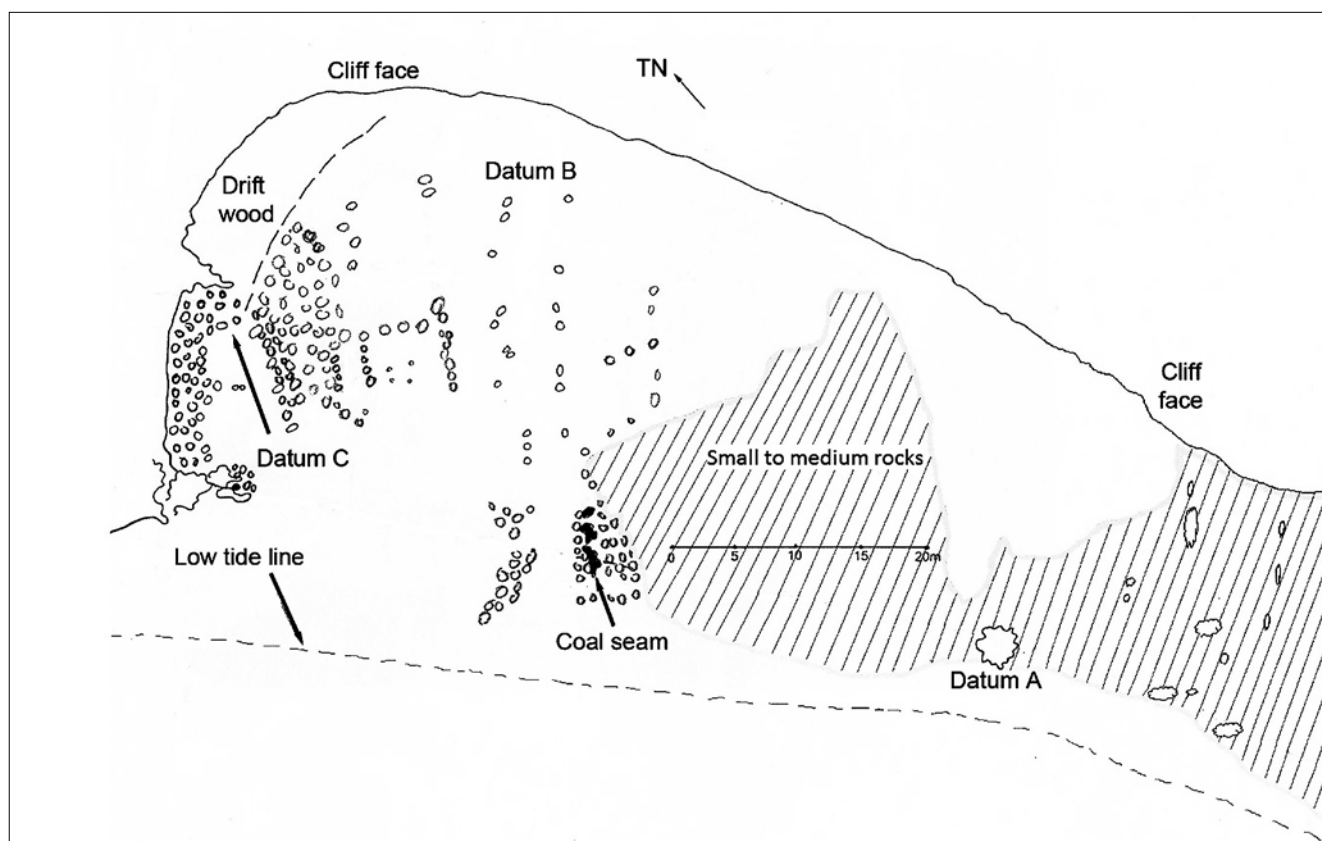 Cliff face
TN
Drift
wood
Datum B
Cliff
face
Datum C
Small to medium rocks
Low tide line
0 5 10 15 20m
Coal seam
Datum A